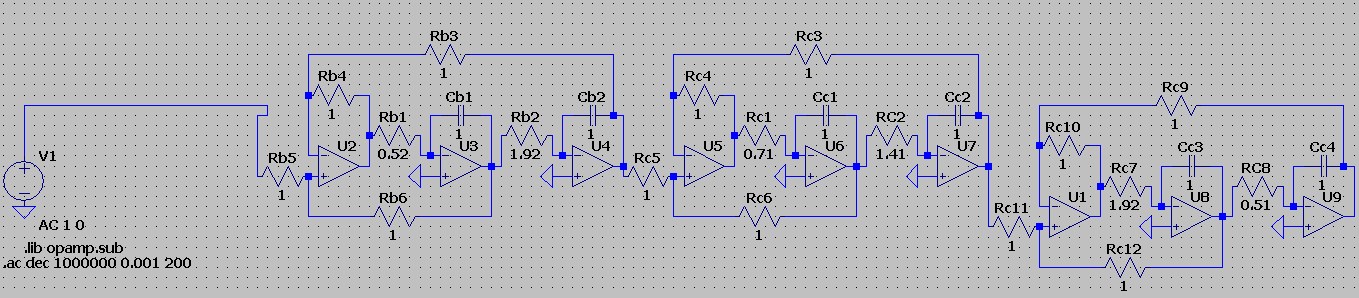 Rb3
1
Rc3
1
Rb4
1
Cb1
1
Cb2
1
Rc4
1
Cc1
1
Cc2
1
Rc9
1
Rb1
0.52
Rb2
1.92
Rc1
0.71
RC2
1.41
Rc10
1
Cc3
1
Cc4
1
V1
AC 1 0
Rb5
1
U2
U3
U4
Rc5
1
U5
U6
U7
Rc7
1.92
RC8
0.51
Rb6
1
Rc6
1
Rc11
1
U1
U8
U9
Rc12
1
.lib opamp.sub
.ac dec 1000000 0.001 200